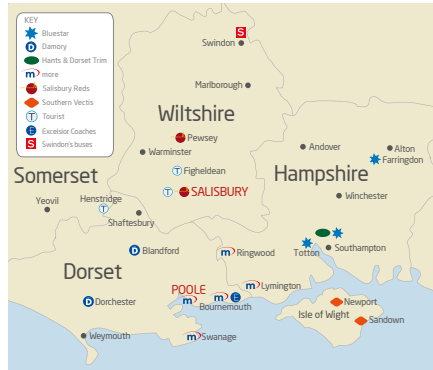 KEY
Bluestar
D Damory
Hants & Dorset Trim
m more
Salisbury Reds
Southern Vectis
T Tourist
E Excelsior Coaches
S Swindon's buses
S
Swindon
Marlborough
Wiltshire
Pewsey
Warminster
Andover
Alton
Farringdon
T Figheldean
Hampshire
Somerset
T SALISBURY
Winchester
Yeovil
Henstridge
T
Shaftesbury
D Blandford
m Ringwood
Totton
Southampton
Dorset
POOLE
m
m Lymington
D Dorchester
m E
Bournemouth
Newport
Isle of Wight
Sandown
Weymouth
m Swanage